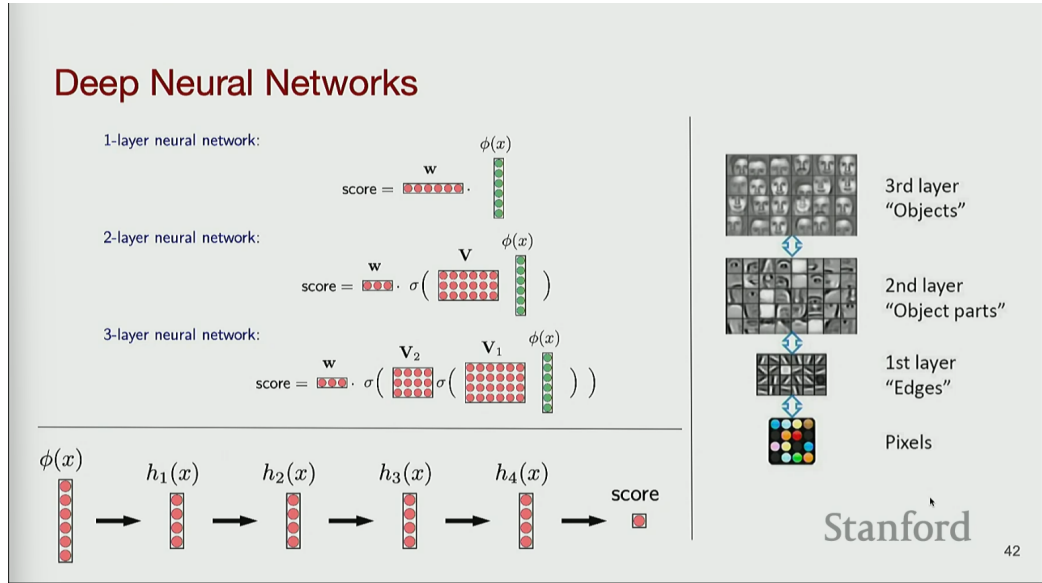 Deep Neural Networks
1-layer neural network:
ϕ(x)
w
score = ·
2-layer neural network:
ϕ(x)
w V
score = · σ( )
3-layer neural network:
ϕ(x)
w V₂ V₁
score = · σ( σ( ) )
ϕ(x) h₁(x) h₂(x) h₃(x) h₄(x) score
3rd layer
“Objects”
2nd layer
“Object parts”
1st layer
“Edges”
Pixels
Stanford
42